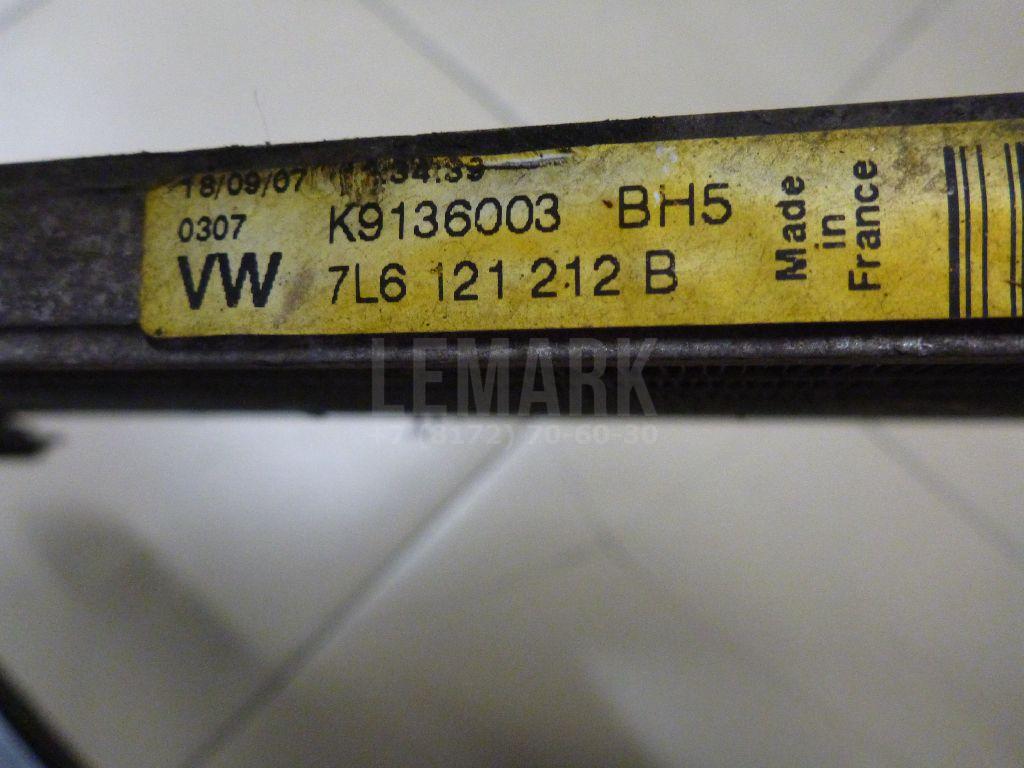 18/09/07
0307 K9136003 BH5
VW 7L6 121 212 B
Made
in
France
LEMARK
+7 (8172) 70-60-30